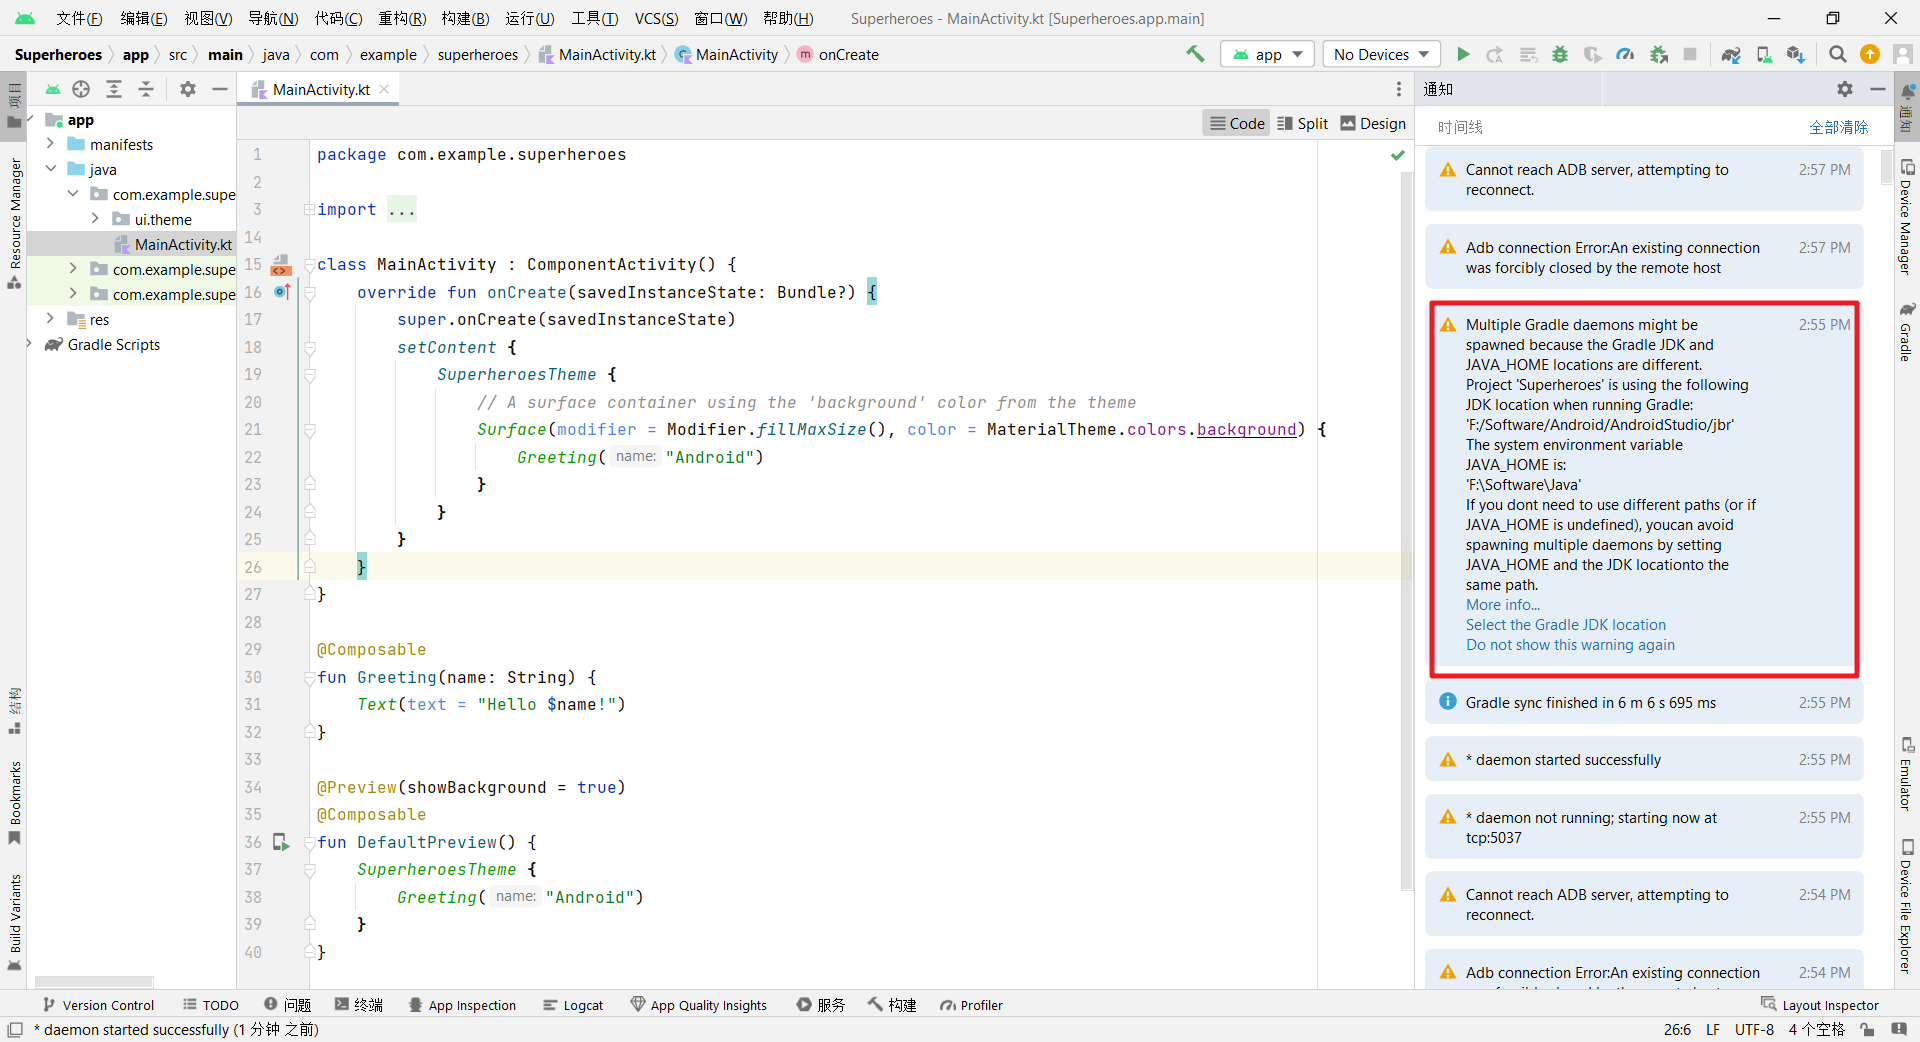 文件(F) 编辑(E) 视图(V) 导航(N) 代码(C) 重构(R) 构建(B) 运行(U) 工具(T) VCS(S) 窗口(W) 帮助(H) Superheroes - MainActivity.kt [Superheroes.app.main]
Superheroes app src main java com example superheroes MainActivity.kt MainActivity onCreate app No Devices
项目
Resource Manager
结构
Bookmarks
Build Variants
app
manifests
java
com.example.supe
ui.theme
MainActivity.kt
com.example.supe
com.example.supe
res
Gradle Scripts
MainActivity.kt
Code Split Design
1 package com.example.superheroes
2
3 import ...
14
15 class MainActivity : ComponentActivity() {
16 override fun onCreate(savedInstanceState: Bundle?) {
17 super.onCreate(savedInstanceState)
18 setContent {
19 SuperheroesTheme {
20 // A surface container using the 'background' color from the theme
21 Surface(modifier = Modifier.fillMaxSize(), color = MaterialTheme.colors.background) {
22 Greeting( name: "Android")
23 }
24 }
25 }
26 }
27 }
28
29 @Composable
30 fun Greeting(name: String) {
31 Text(text = "Hello $name!")
32 }
33
34 @Preview(showBackground = true)
35 @Composable
36 fun DefaultPreview() {
37 SuperheroesTheme {
38 Greeting( name: "Android")
39 }
40 }
通知
时间线 全部清除
Cannot reach ADB server, attempting to 2:57 PM
reconnect.
Adb connection Error:An existing connection 2:57 PM
was forcibly closed by the remote host
Multiple Gradle daemons might be 2:55 PM
spawned because the Gradle JDK and
JAVA_HOME locations are different.
Project 'Superheroes' is using the following
JDK location when running Gradle:
'F:/Software/Android/AndroidStudio/jbr'
The system environment variable
JAVA_HOME is:
'F:\Software\Java'
If you dont need to use different paths (or if
JAVA_HOME is undefined), youcan avoid
spawning multiple daemons by setting
JAVA_HOME and the JDK locationto the
same path.
More info...
Select the Gradle JDK location
Do not show this warning again
Gradle sync finished in 6 m 6 s 695 ms 2:55 PM
* daemon started successfully 2:55 PM
* daemon not running; starting now at 2:55 PM
tcp:5037
Cannot reach ADB server, attempting to 2:54 PM
reconnect.
Adb connection Error:An existing connection 2:54 PM
通知
Device Manager
Gradle
Emulator
Device File Explorer
Version Control TODO 问题 终端 App Inspection Logcat App Quality Insights 服务 构建 Profiler Layout Inspector
* daemon started successfully (1 分钟 之前) 26:6 LF UTF-8 4 个空格